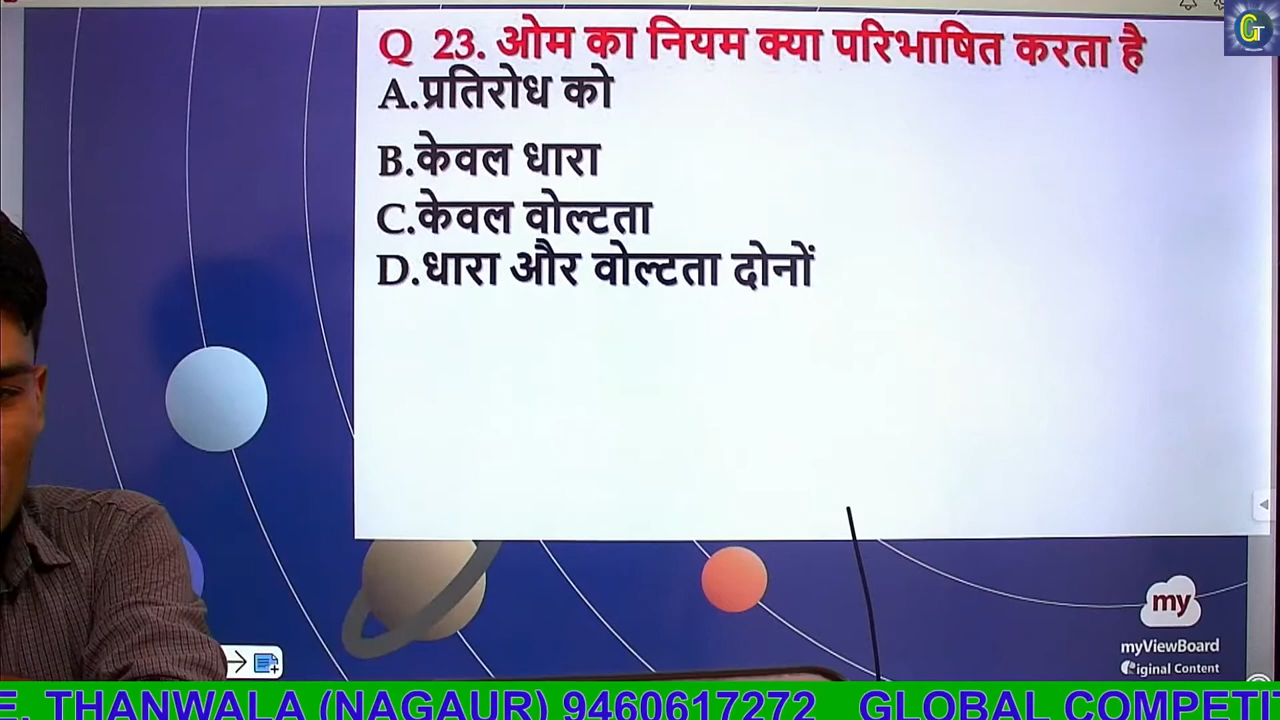 Q 23. ओम का नियम क्या परिभाषित करता है
A.प्रतिरोध को
B.केवल धारा
C.केवल वोल्टता
D.धारा और वोल्टता दोनों
my
myViewBoard
riginal Content
E. THANWALA (NAGAUR) 9460617272 GLOBAL COMPETIT